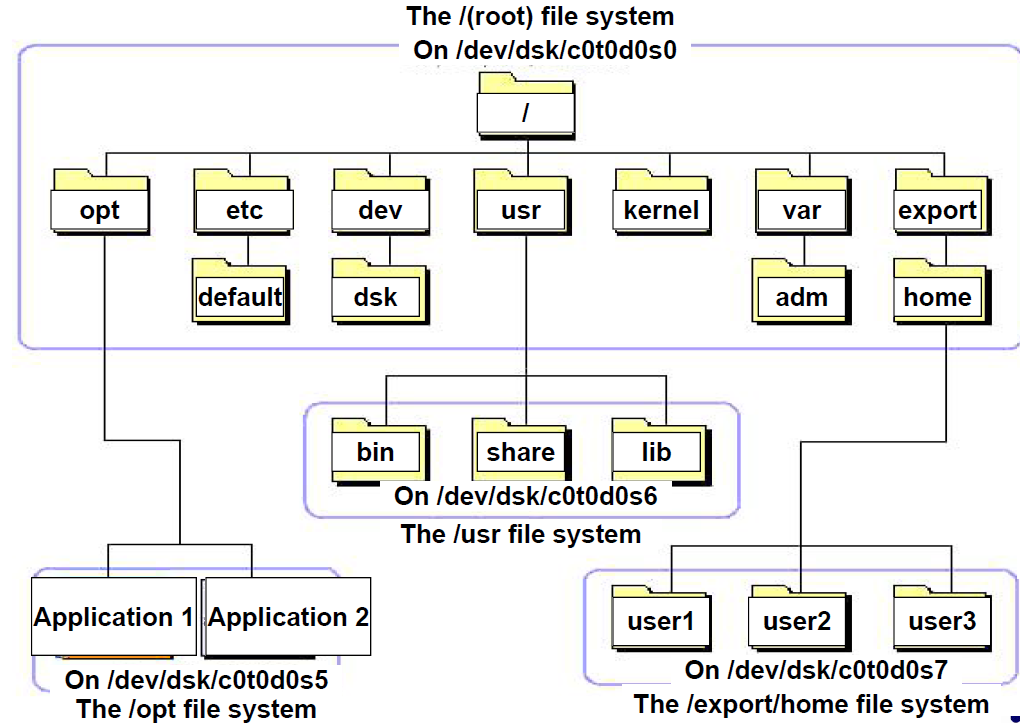 The /(root) file system
On /dev/dsk/c0t0d0s0
/
opt
etc
dev
usr
kernel
var
export
default
dsk
adm
home
bin
share
lib
On /dev/dsk/c0t0d0s6
The /usr file system
Application 1
Application 2
On /dev/dsk/c0t0d0s5
The /opt file system
user1
user2
user3
On /dev/dsk/c0t0d0s7
The /export/home file system